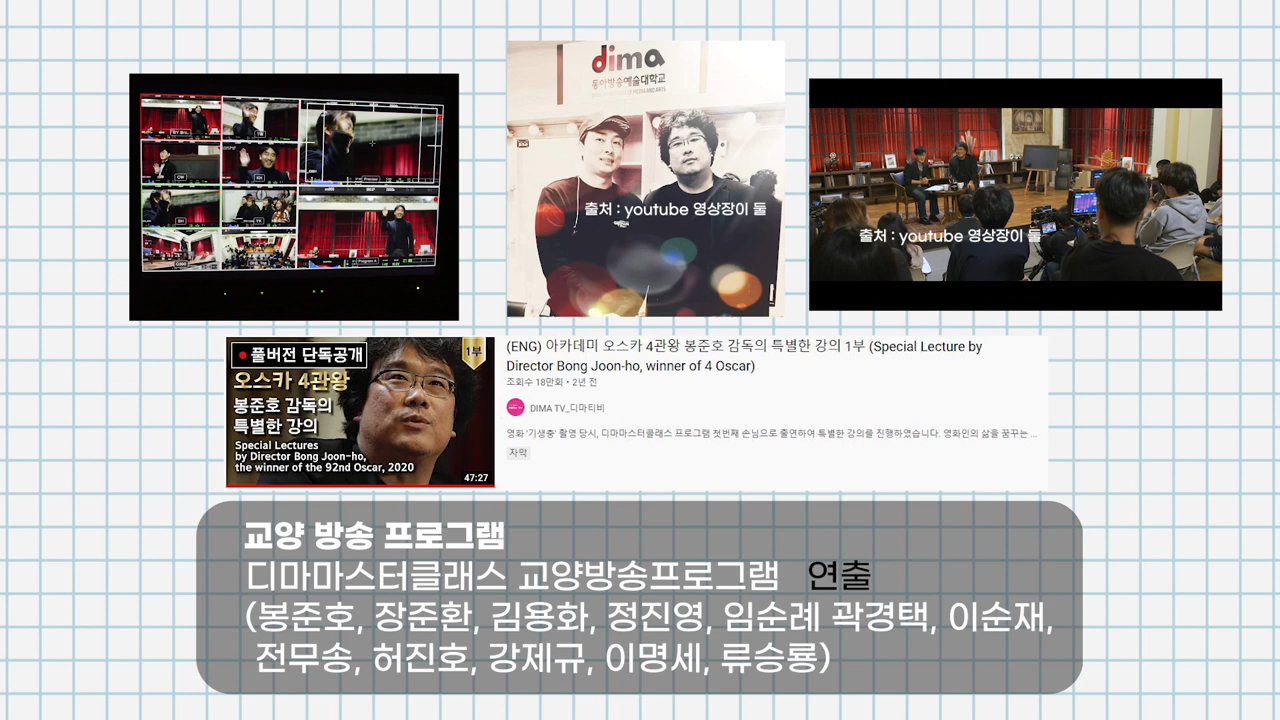 dima
동아방송예술대학교
출처 : youtube 영상장이 둘
출처 : youtube 영상장이 둘
풀버전 단독공개
1부
오스카 4관왕
봉준호 감독의
특별한 강의
Special Lectures
by Director Bong Joon-ho,
the winner of the 92nd Oscar, 2020
47:27
(ENG) 아카데미 오스카 4관왕 봉준호 감독의 특별한 강의 1부 (Special Lecture by
Director Bong Joon-ho, winner of 4 Oscar)
조회수 18만회 • 2년 전
DIMA TV_디마티비
영화 '기생충' 촬영 당시, 디마마스터클래스 프로그램 첫번째 손님으로 출연하여 특별한 강의를 진행하였습니다. 영화인의 삶을 꿈꾸는 ...
자막
교양 방송 프로그램
디마마스터클래스 교양방송프로그램 연출
(봉준호, 장준환, 김용화, 정진영, 임순례 곽경택, 이순재,
전무송, 허진호, 강제규, 이명세, 류승룡)